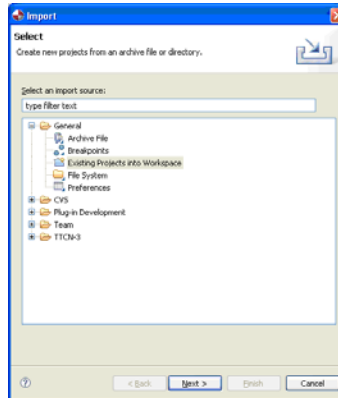 Import
Select
Create new projects from an archive file or directory.
Select an import source:
type filter text
General
Archive File
Breakpoints
Existing Projects into Workspace
File System
Preferences
CVS
Plug-in Development
Team
TTCN-3
< Back Next > Finish Cancel